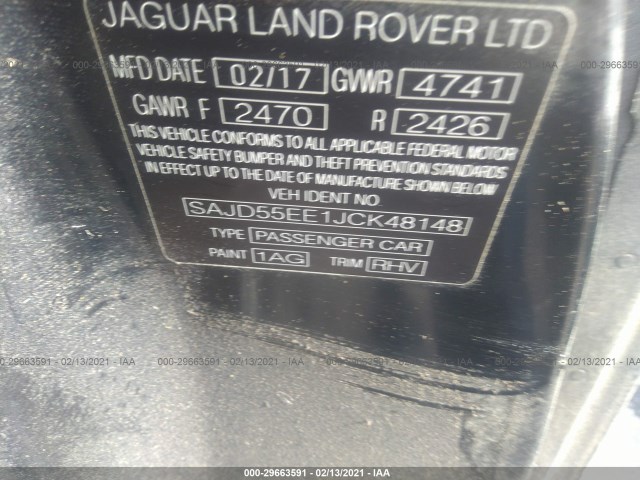 JAGUAR LAND ROVER LTD
MFD DATE 02/17 GVWR 4741
GAWR F 2470 R 2426
THIS VEHICLE CONFORMS TO ALL APPLICABLE FEDERAL MOTOR
VEHICLE SAFETY BUMPER AND THEFT PREVENTION STANDARDS
IN EFFECT UP TO THE DATE OF MANUFACTURE SHOWN BELOW
VEH IDENT NO
SAJD55EE1JCK48148
TYPE PASSENGER CAR
PAINT 1AG TRIM RHV
000-29663591 - 02/13/2021 - IAA